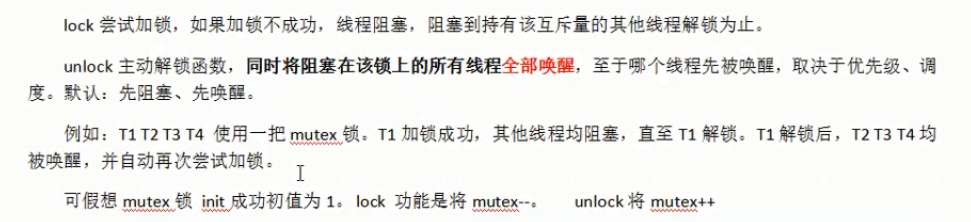 lock 尝试加锁，如果加锁不成功，线程阻塞，阻塞到持有该互斥量的其他线程解锁为止。
unlock 主动解锁函数，同时将阻塞在该锁上的所有线程全部唤醒，至于哪个线程先被唤醒，取决于优先级、调
度。默认：先阻塞、先唤醒。
例如：T1 T2 T3 T4 使用一把 mutex 锁。T1 加锁成功，其他线程均阻塞，直至 T1 解锁。T1 解锁后，T2 T3 T4 均
被唤醒，并自动再次尝试加锁。
可假想 mutex 锁 init 成功初值为 1。lock 功能是将 mutex--。 unlock 将 mutex++